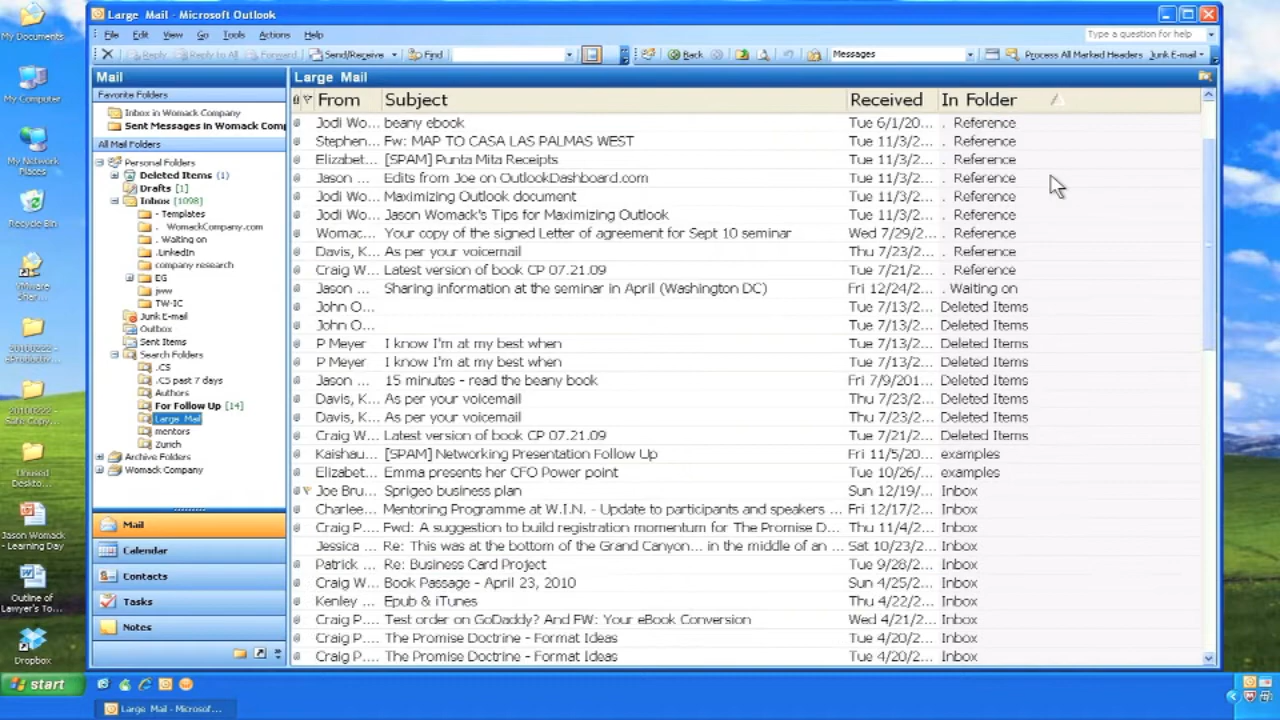 Large Mail - Microsoft Outlook
File Edit View Go Tools Actions Help
Type a question for help
Reply Reply to All Forward Send/Receive Find Back Messages Process All Marked Headers Junk E-mail
Mail
Favorite Folders
Inbox in Womack Company
Sent Messages in Womack Comp
All Mail Folders
Personal Folders
Deleted Items (1)
Drafts [1]
Inbox [1098]
- Templates
. WomackCompany.com
. Waiting on
.LinkedIn
company research
EG
jww
TW-IC
Junk E-mail
Outbox
Sent Items
Search Folders
.CS
.CS past 7 days
Authors
For Follow Up [14]
Large Mail
mentors
Zurich
Archive Folders
Womack Company
Mail
Calendar
Contacts
Tasks
Notes
Large Mail
From Subject Received In Folder
Jodi Wo... beany ebook Tue 6/1/20... . Reference
Stephen... Fw: MAP TO CASA LAS PALMAS WEST Tue 11/3/2... . Reference
Elizabet... [SPAM] Punta Mita Receipts Tue 11/3/2... . Reference
Jason ... Edits from Joe on OutlookDashboard.com Tue 11/3/2... . Reference
Jodi Wo... Maximizing Outlook document Tue 11/3/2... . Reference
Jodi Wo... Jason Womack's Tips for Maximizing Outlook Tue 11/3/2... . Reference
Womac... Your copy of the signed Letter of agreement for Sept 10 seminar Wed 7/29/2... . Reference
Davis, K... As per your voicemail Thu 7/23/2... . Reference
Craig W... Latest version of book CP 07.21.09 Tue 7/21/2... . Reference
Jason ... Sharing information at the seminar in April (Washington DC) Fri 12/24/2... . Waiting on
John O... Tue 7/13/2... Deleted Items
John O... Tue 7/13/2... Deleted Items
P Meyer I know I'm at my best when Tue 7/13/2... Deleted Items
P Meyer I know I'm at my best when Tue 7/13/2... Deleted Items
Jason ... 15 minutes - read the beany book Fri 7/9/201... Deleted Items
Davis, K... As per your voicemail Thu 7/23/2... Deleted Items
Davis, K... As per your voicemail Thu 7/23/2... Deleted Items
Craig W... Latest version of book CP 07.21.09 Tue 7/21/2... Deleted Items
Kaishau... [SPAM] Networking Presentation Follow Up Fri 11/5/20... examples
Elizabet... Emma presents her CFO Power point Tue 10/26/... examples
Joe Bru... Sprigeo business plan Sun 12/19/... Inbox
Charlee... Mentoring Programme at W.I.N. - Update to participants and speakers ... Fri 12/17/2... Inbox
Craig P.... Fwd: A suggestion to build registration momentum for The Promise D... Thu 11/4/2... Inbox
Jessica ... Re: This was at the bottom of the Grand Canyon... in the middle of an ... Sat 10/23/2... Inbox
Patrick ... Re: Business Card Project Tue 9/28/2... Inbox
Craig W... Book Passage - April 23, 2010 Sun 4/25/2... Inbox
Kenley ... Epub & iTunes Thu 4/22/2... Inbox
Craig P.... Test order on GoDaddy? And FW: Your eBook Conversion Wed 4/21/2... Inbox
Craig P.... The Promise Doctrine - Format Ideas Tue 4/20/2... Inbox
Craig P.... The Promise Doctrine - Format Ideas Tue 4/20/2... Inbox
My Documents
My Computer
My Network
Places
Recycle Bin
VMware
Shar...
Unused
Deskto...
Jason Womack
- Learning Day
Outline of
Lawyer's To...
Dropbox
start
Large Mail - Microsof...